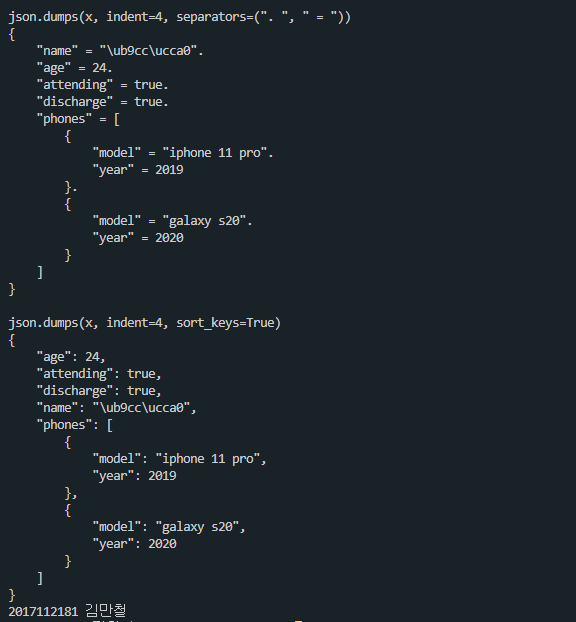 json.dumps(x, indent=4, separators=(". ", " = "))
{
    "name" = "\ub9cc\ucca0".
    "age" = 24.
    "attending" = true.
    "discharge" = true.
    "phones" = [
        {
            "model" = "iphone 11 pro".
            "year" = 2019
        }.
        {
            "model" = "galaxy s20".
            "year" = 2020
        }
    ]
}

json.dumps(x, indent=4, sort_keys=True)
{
    "age": 24,
    "attending": true,
    "discharge": true,
    "name": "\ub9cc\ucca0",
    "phones": [
        {
            "model": "iphone 11 pro",
            "year": 2019
        },
        {
            "model": "galaxy s20",
            "year": 2020
        }
    ]
}
2017112181 김만철